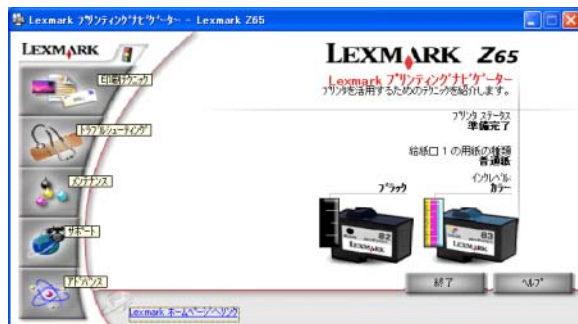 Lexmark プリンティングナビゲーター - Lexmark Z65
LEXMARK
印刷テクニック
トラブルシューティング
メンテナンス
サポート
アドバンス
LEXMARK Z65
Lexmark プリンティングナビゲーター
プリンタを活用するためのテクニックを紹介します。
プリンタ ステータス
準備完了
給紙口 1 の用紙の種類
普通紙
インクレベル:
ブラック
カラー
82
LEXMARK
83
LEXMARK
終了
ヘルプ
Lexmark ホームページへリンク